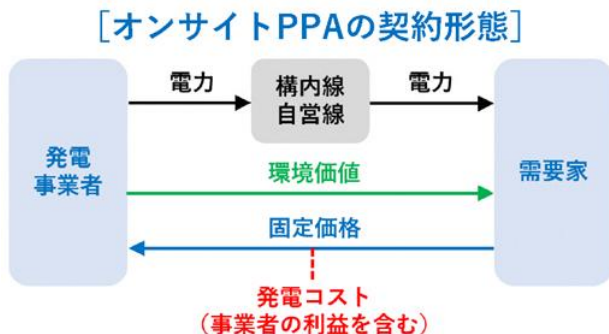 [オンサイトPPAの契約形態]
電力
構内線
自営線
電力
発電
事業者
需要家
環境価値
固定価格
発電コスト
（事業者の利益を含む）